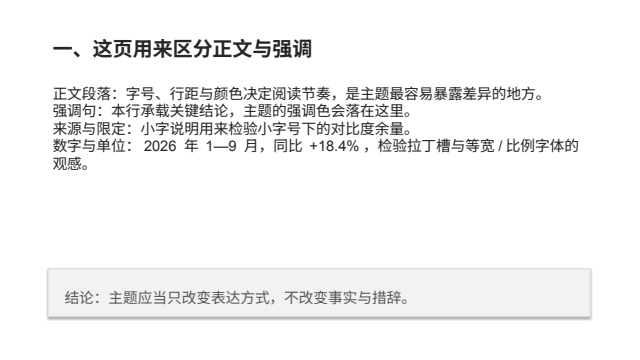 一、这页用来区分正文与强调
正文段落：字号、行距与颜色决定阅读节奏，是主题最容易暴露差异的地方。
强调句：本行承载关键结论，主题的强调色会落在这里。
来源与限定：小字说明用来检验小字号下的对比度余量。
数字与单位： 2026 年 1—9 月，同比 +18.4% ，检验拉丁槽与等宽 / 比例字体的
观感。
结论：主题应当只改变表达方式，不改变事实与措辞。